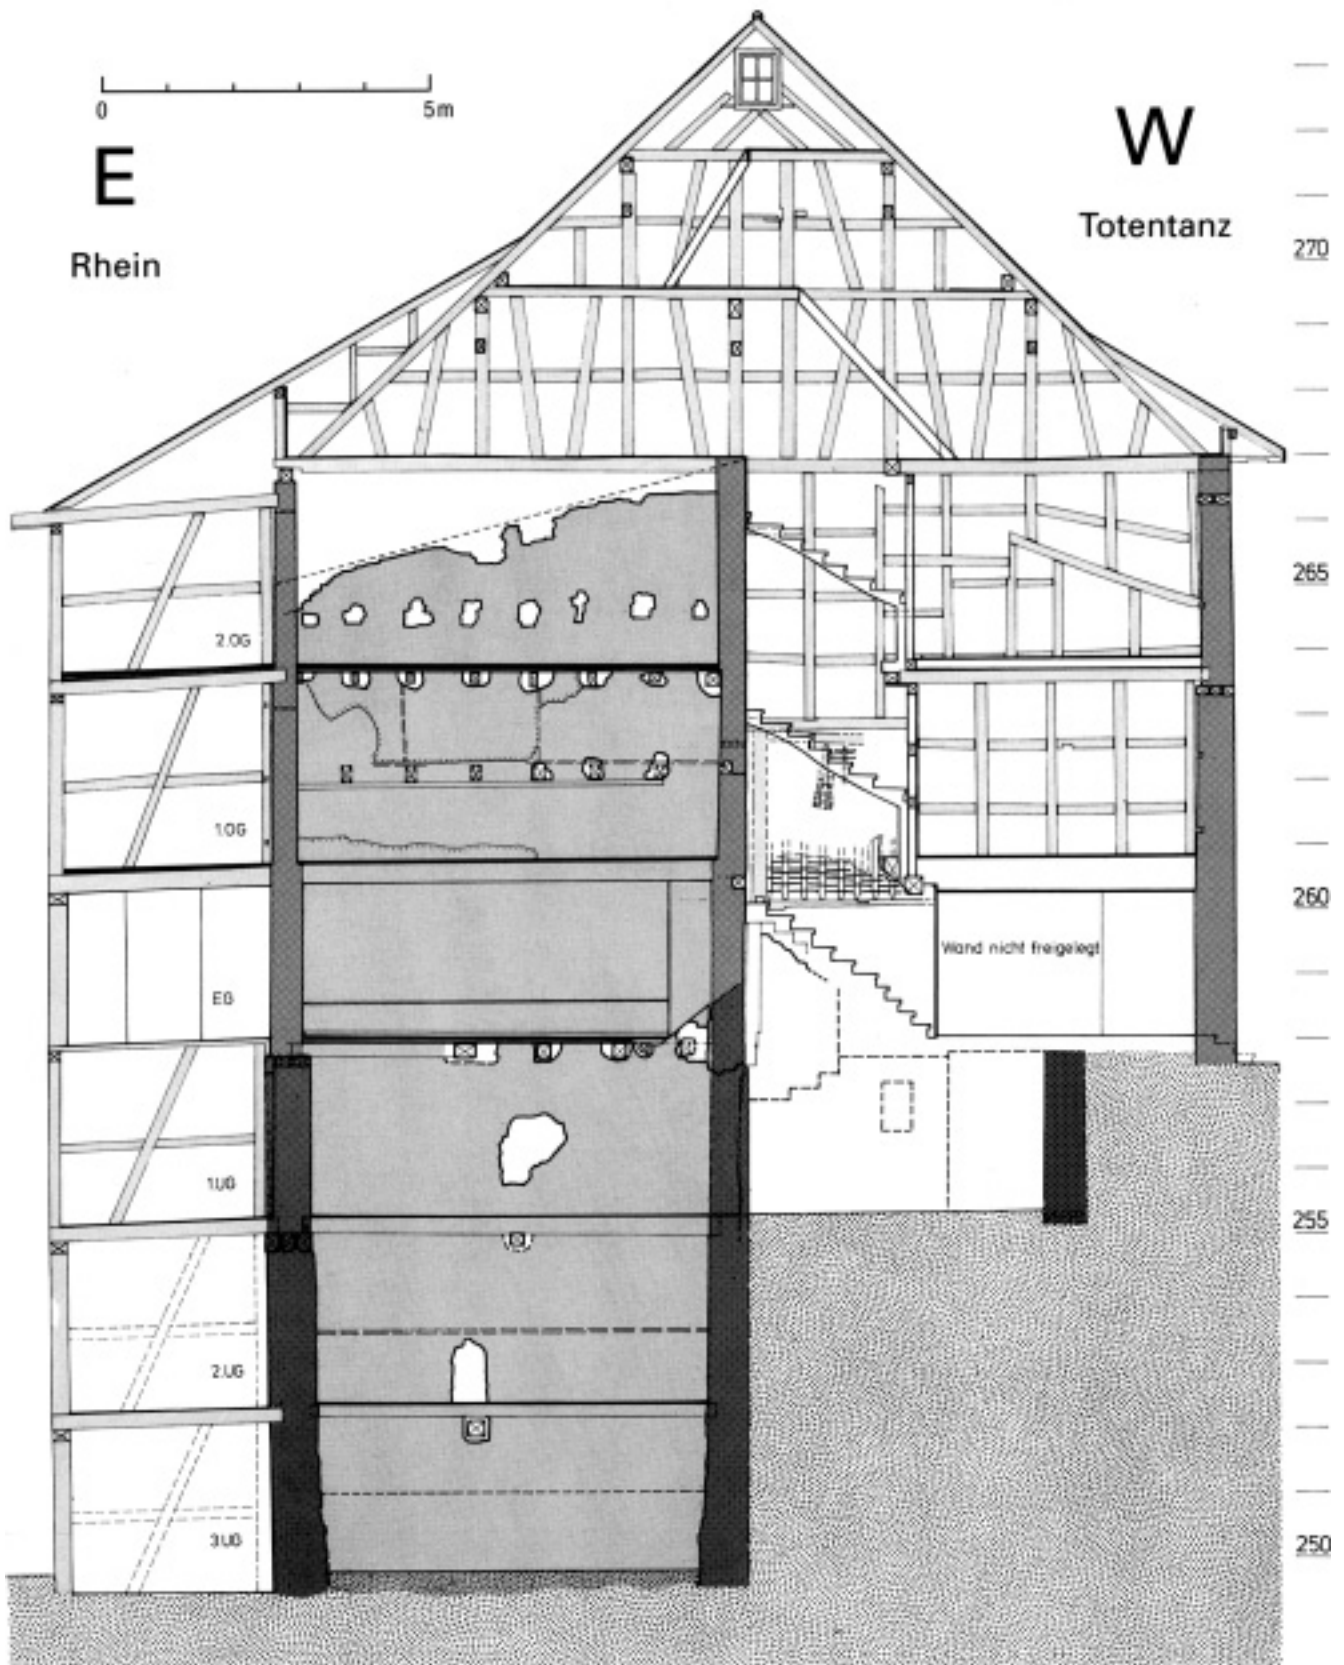 0 5m
E
Rhein
W
Totentanz
270
265
2.OG
1.OG
260
Wand nicht freigelegt
EG
1.UG
255
2.UG
3.UG
250